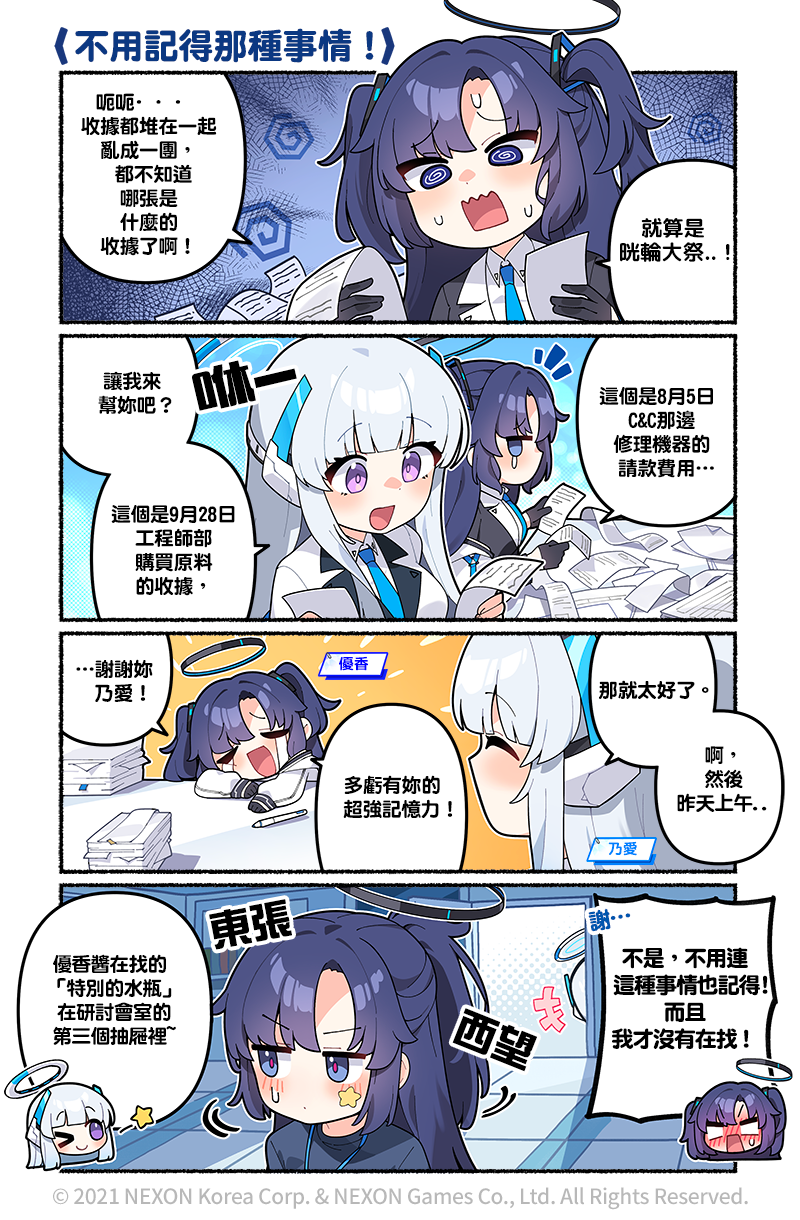 《不用記得那種事情！》
就算是
晄輪大祭..！
呃呃・・・
收據都堆在一起
亂成一團，
都不知道
哪張是
什麼的
收據了啊！
這個是8月5日
C&C那邊
修理機器的
請款費用…
咻—
讓我來
幫妳吧？
這個是9月28日
工程師部
購買原料
的收據，
那就太好了。
啊，
然後
昨天上午..
乃愛
優香
多虧有妳的
超強記憶力！
…謝謝妳
乃愛！
謝…
不是，不用連
這種事情也記得!
而且
我才沒有在找！
東張
西望
優香醬在找的
「特別的水瓶」
在研討會室的
第三個抽屜裡~
© 2021 NEXON Korea Corp. & NEXON Games Co., Ltd. All Rights Reserved.